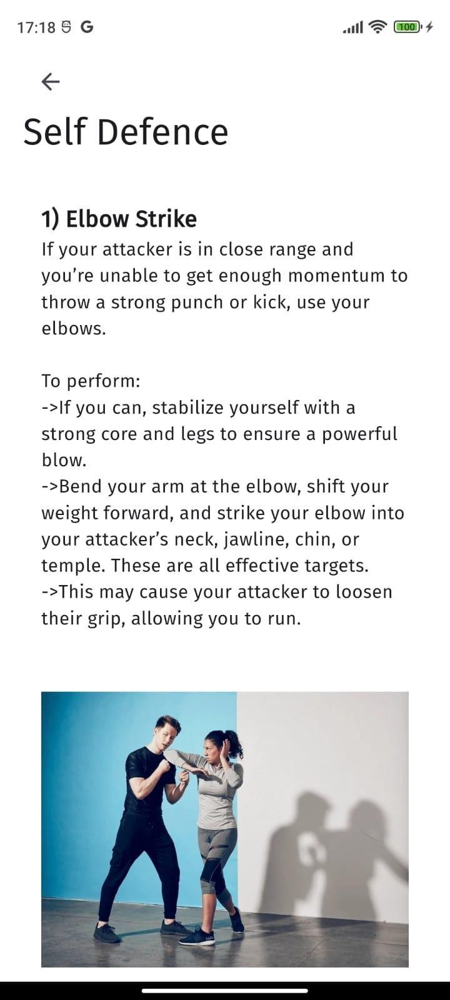 17:18 G 100
Self Defence
1) Elbow Strike
If your attacker is in close range and
you’re unable to get enough momentum to
throw a strong punch or kick, use your
elbows.
To perform:
->If you can, stabilize yourself with a
strong core and legs to ensure a powerful
blow.
->Bend your arm at the elbow, shift your
weight forward, and strike your elbow into
your attacker’s neck, jawline, chin, or
temple. These are all effective targets.
->This may cause your attacker to loosen
their grip, allowing you to run.